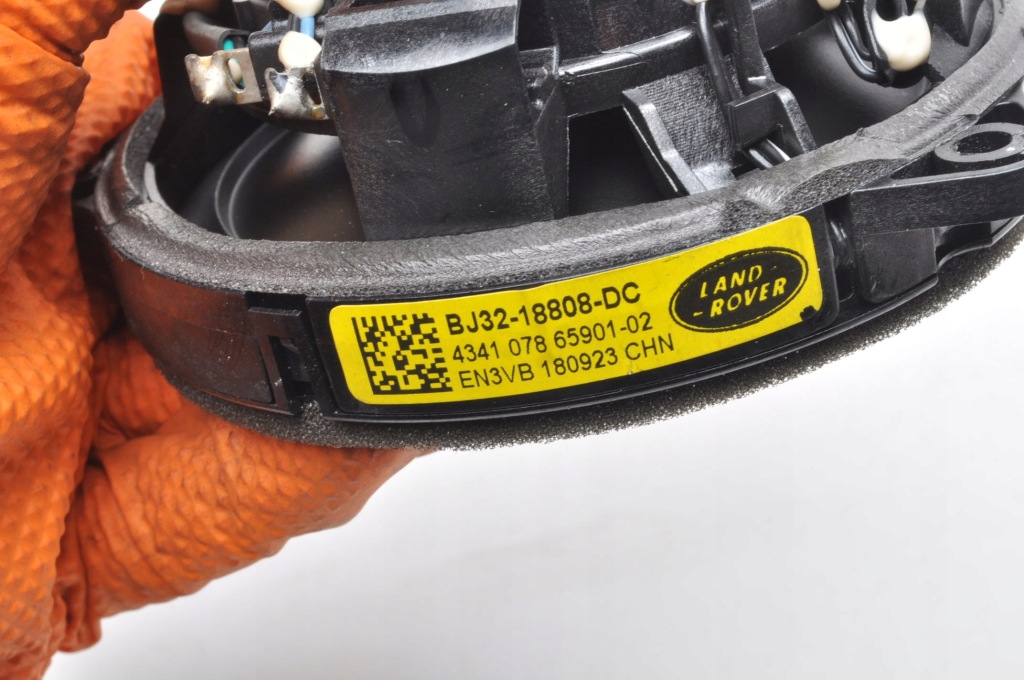 BJ32-18808-DC
4341 078 65901-02
EN3VB 180923 CHN
LAND
-ROVER